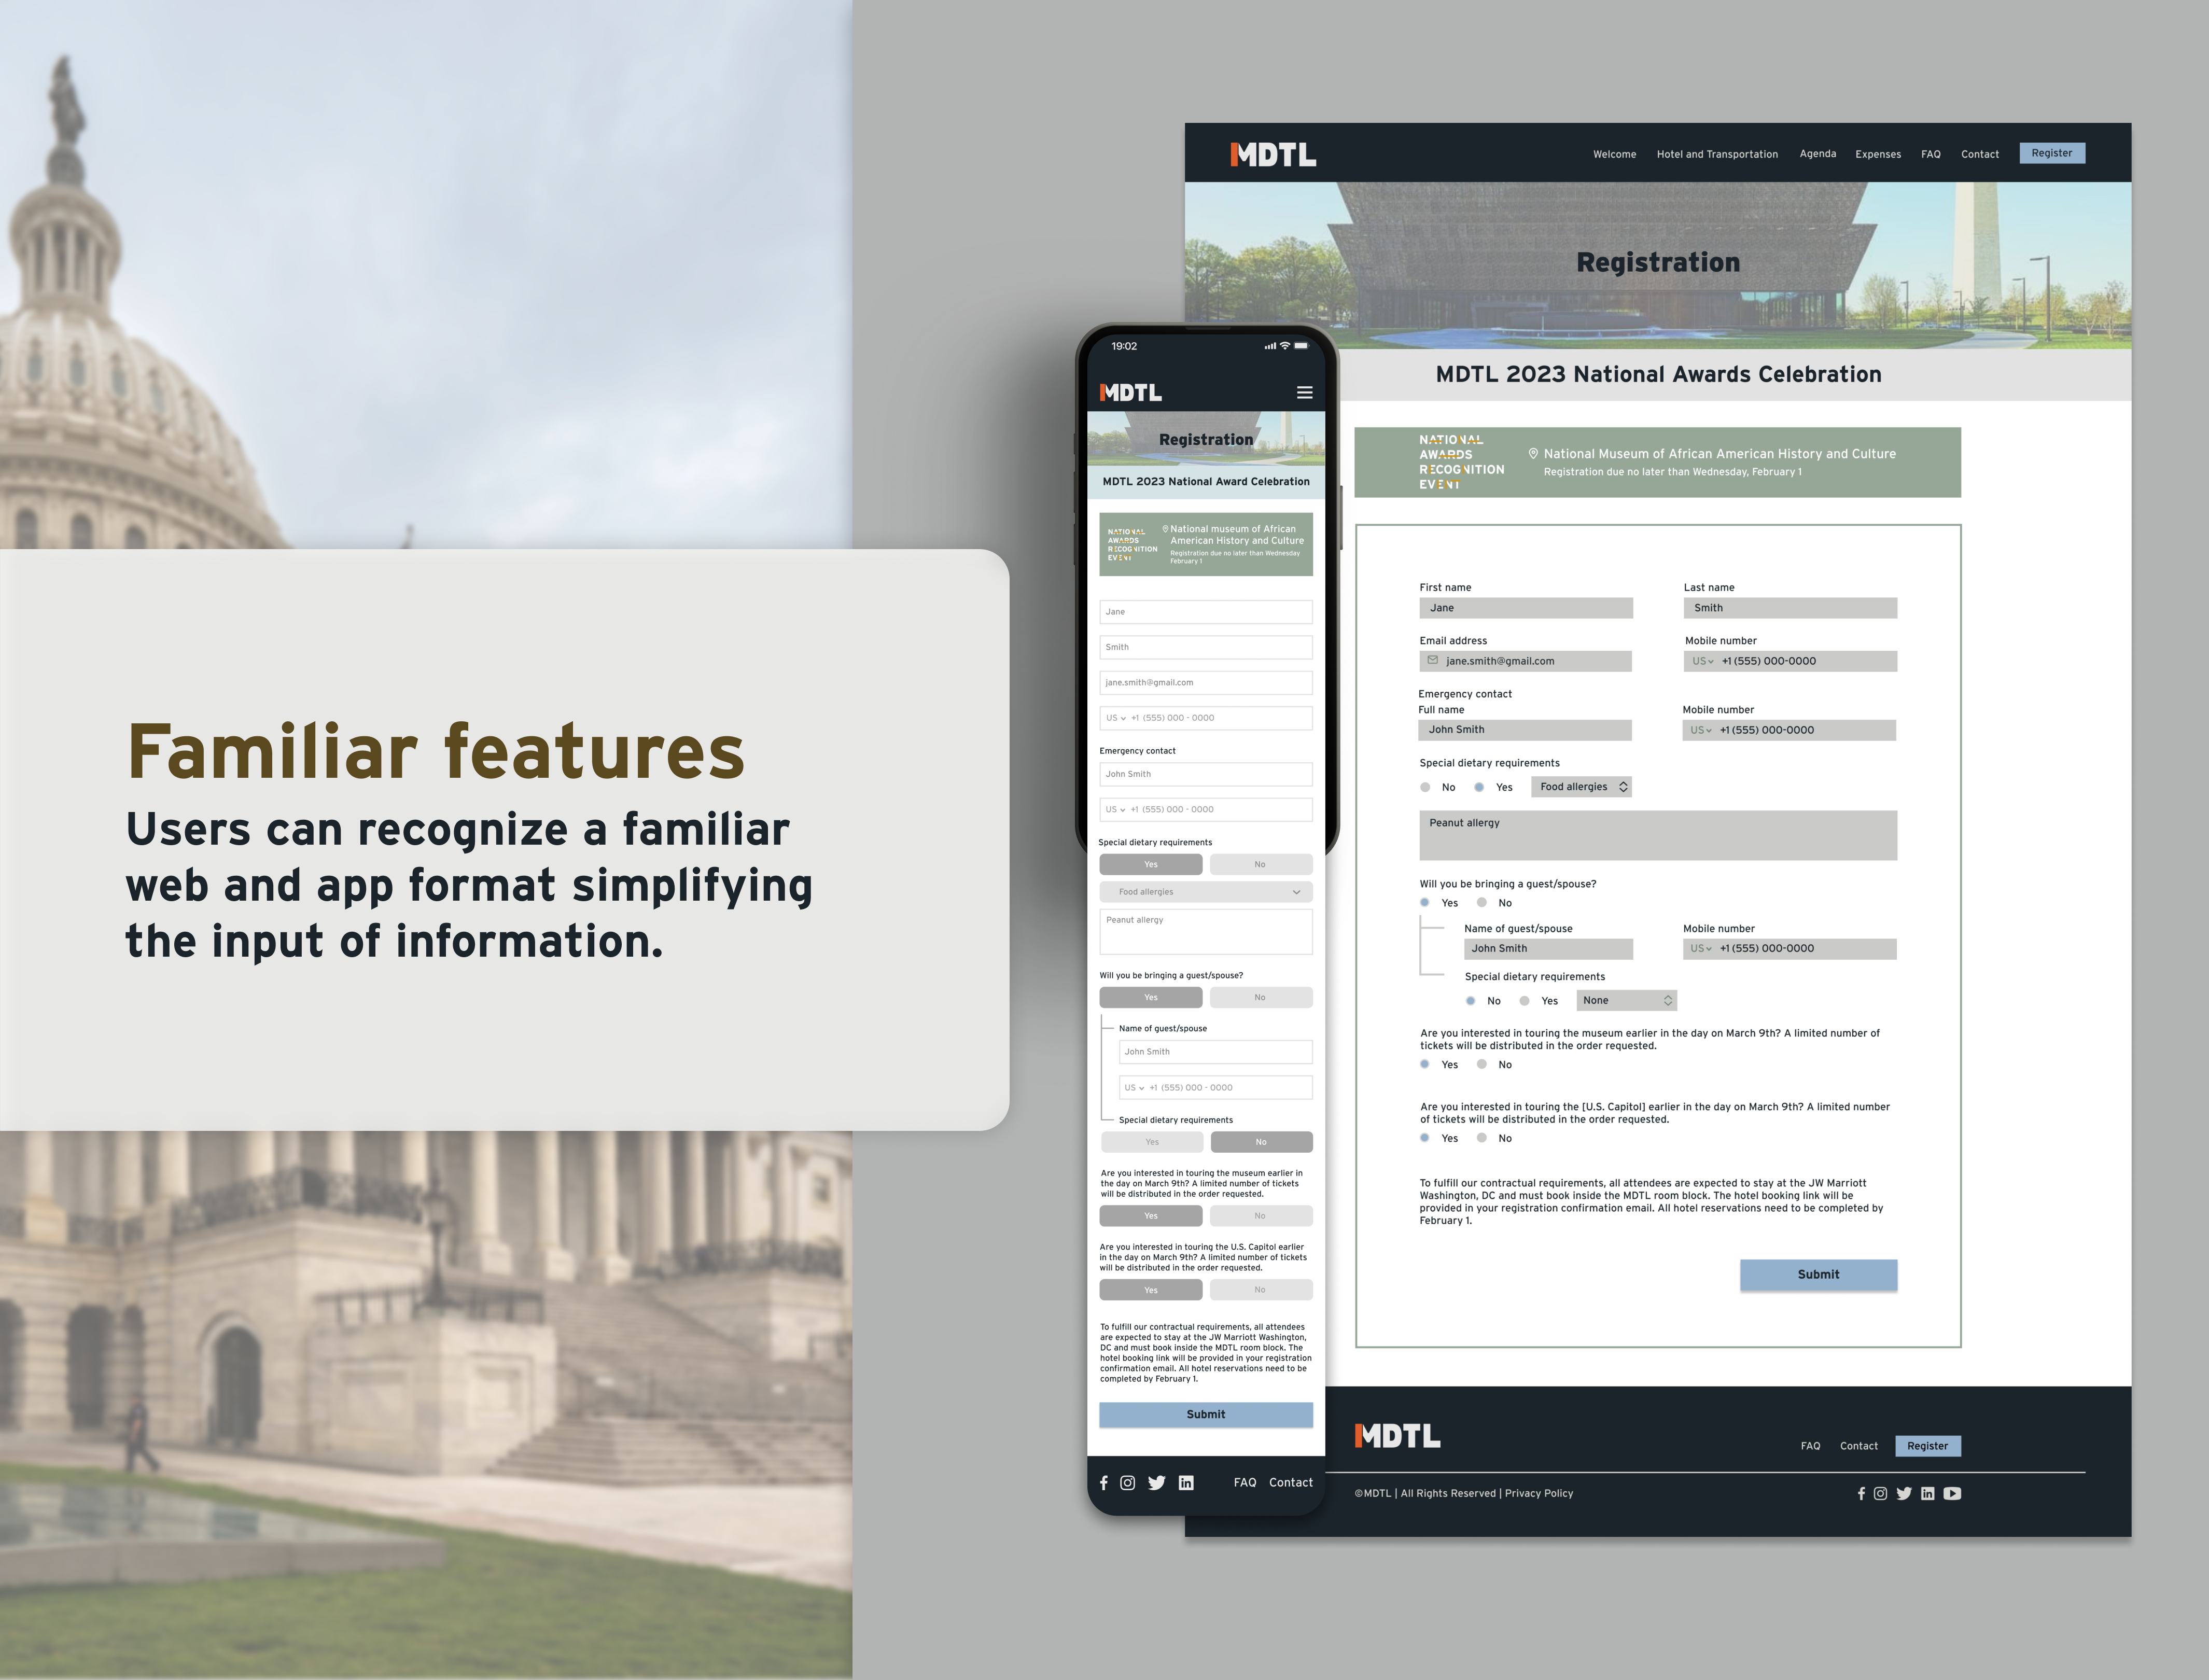 Familiar features
Users can recognize a familiar
web and app format simplifying
the input of information.
19:02
MDTL
Registration
MDTL 2023 National Award Celebration
NATIONAL
AWARDS
RECOGNITION
EVENT
National museum of African
American History and Culture
Registration due no later than Wednesday
February 1
Jane
Smith
jane.smith@gmail.com
US +1 (555) 000 - 0000
Emergency contact
John Smith
US +1 (555) 000 - 0000
Special dietary requirements
Yes No
Food allergies
Peanut allergy
Will you be bringing a guest/spouse?
Yes No
Name of guest/spouse
John Smith
US +1 (555) 000 - 0000
Special dietary requirements
Yes No
Are you interested in touring the museum earlier in
the day on March 9th? A limited number of tickets
will be distributed in the order requested.
Yes No
Are you interested in touring the U.S. Capitol earlier
in the day on March 9th? A limited number of tickets
will be distributed in the order requested.
Yes No
To fulfill our contractual requirements, all attendees
are expected to stay at the JW Marriott Washington,
DC and must book inside the MDTL room block. The
hotel booking link will be provided in your registration
confirmation email. All hotel reservations need to be
completed by February 1.
Submit
FAQ Contact
MDTL
Welcome Hotel and Transportation Agenda Expenses FAQ Contact Register
Registration
MDTL 2023 National Awards Celebration
NATIONAL
AWARDS
RECOGNITION
EVENT
National Museum of African American History and Culture
Registration due no later than Wednesday, February 1
First name Last name
Jane Smith
Email address Mobile number
jane.smith@gmail.com US +1 (555) 000-0000
Emergency contact
Full name Mobile number
John Smith US +1 (555) 000-0000
Special dietary requirements
No Yes Food allergies
Peanut allergy
Will you be bringing a guest/spouse?
Yes No
Name of guest/spouse Mobile number
John Smith US +1 (555) 000-0000
Special dietary requirements
No Yes None
Are you interested in touring the museum earlier in the day on March 9th? A limited number of
tickets will be distributed in the order requested.
Yes No
Are you interested in touring the [U.S. Capitol] earlier in the day on March 9th? A limited number
of tickets will be distributed in the order requested.
Yes No
To fulfill our contractual requirements, all attendees are expected to stay at the JW Marriott
Washington, DC and must book inside the MDTL room block. The hotel booking link will be
provided in your registration confirmation email. All hotel reservations need to be completed by
February 1.
Submit
MDTL
FAQ Contact Register
©MDTL | All Rights Reserved | Privacy Policy